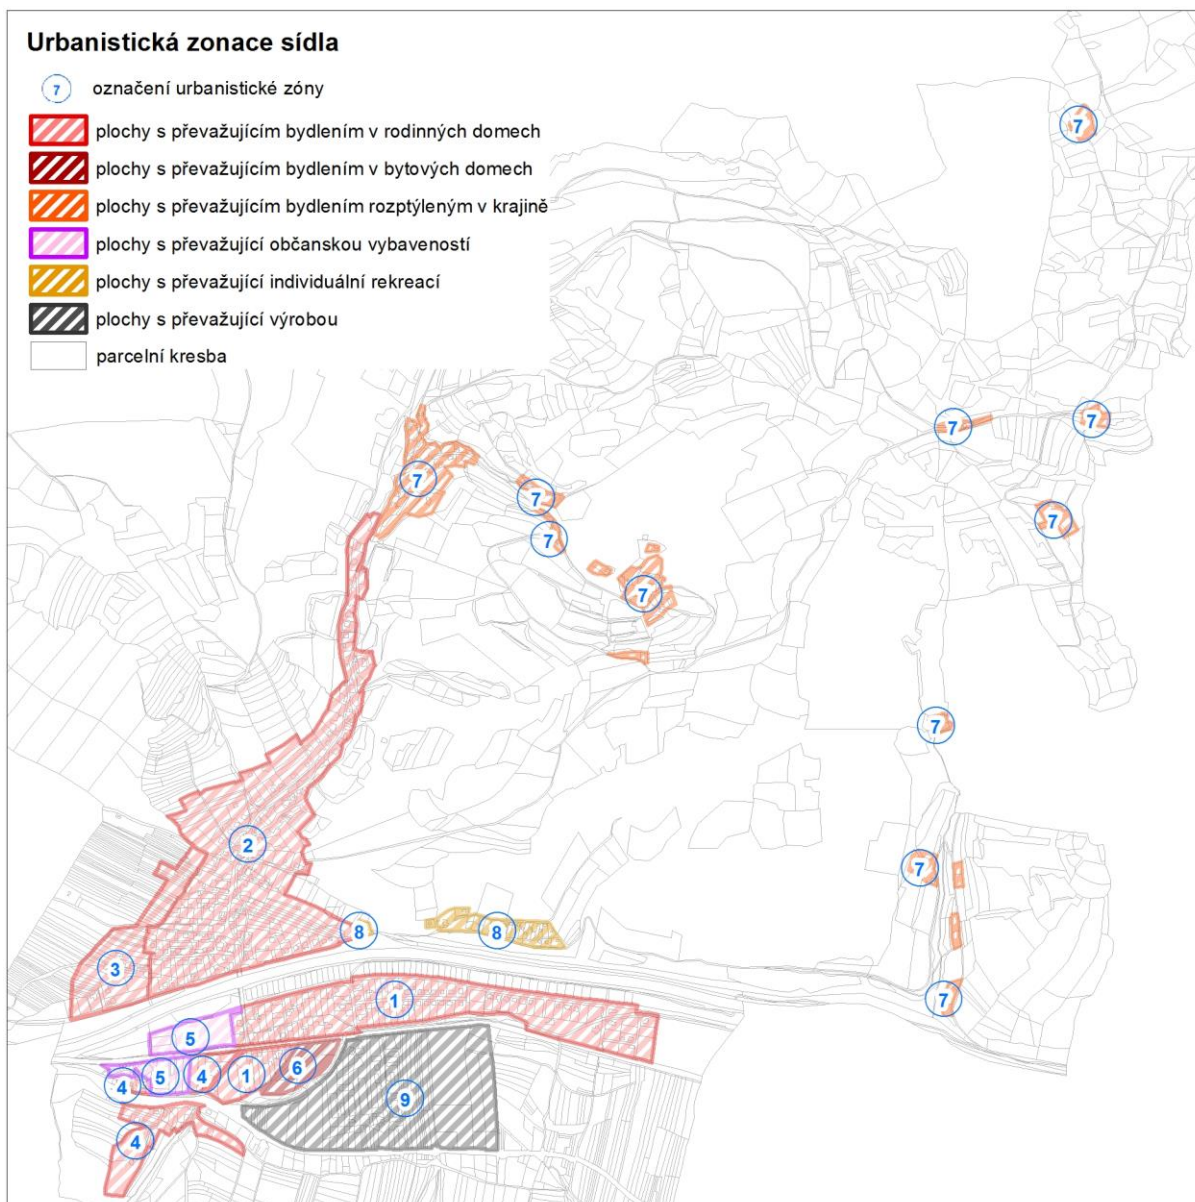 Urbanistická zonace sídla
7 označení urbanistické zóny
plochy s převažujícím bydlením v rodinných domech
plochy s převažujícím bydlením v bytových domech
plochy s převažujícím bydlením rozptýleným v krajině
plochy s převažující občanskou vybaveností
plochy s převažující individuální rekreací
plochy s převažující výrobou
parcelní kresba
7
7
7
7
7
7
7
7
7
2
7
8
8
3
7
1
5
6
5
4
1
4
9
4